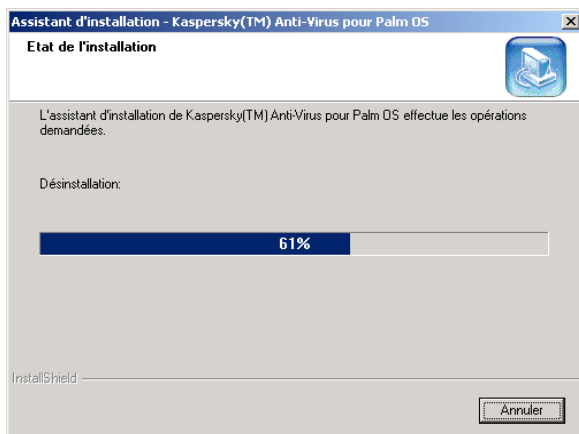 Assistant d'installation - Kaspersky(TM) Anti-Virus pour Palm OS
Etat de l'installation
L'assistant d'installation de Kaspersky(TM) Anti-Virus pour Palm OS effectue les opérations
demandées.
Désinstallation:
61%
InstallShield
Annuler